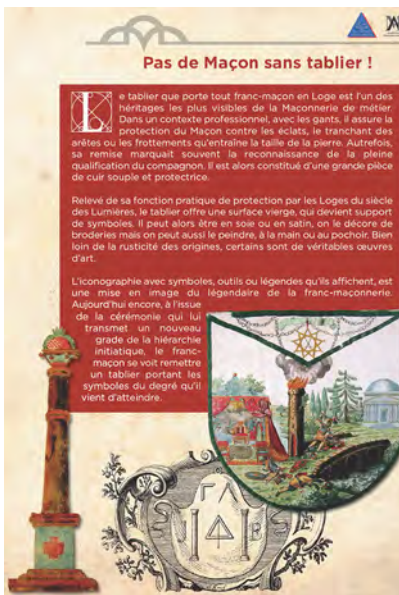 Pas de Maçon sans tablier !
Le tablier que porte tout franc-maçon en Loge est l'un des
héritages les plus visibles de la Maçonnerie de métier.
Dans un contexte professionnel, avec les gants, il assure la
protection du Maçon contre les éclats, le tranchant des
arêtes ou les frottements qu'entraîne la taille de la pierre. Autrefois,
sa remise marquait souvent la reconnaissance de la pleine
qualification du compagnon. Il est alors constitué d'une grande pièce
de cuir souple et protectrice.
Relevé de sa fonction pratique de protection par les Loges du siècle
des Lumières, le tablier offre une surface vierge, qui devient support
de symboles. Il peut alors être en soie ou en satin, on le décore de
broderies mais on peut aussi le peindre, à la main ou au pochoir. Bien
loin de la rusticité des origines, certains sont de véritables œuvres
d'art.
L'iconographie avec symboles, outils ou légendes qu'ils affichent, est
une mise en image du légendaire de la franc-maçonnerie.
Aujourd'hui encore, à l'issue
de la cérémonie qui lui
transmet un nouveau
grade de la hiérarchie
initiatique, le franc-
maçon se voit remettre
un tablier portant les
symboles du degré qu'il
vient d'atteindre.
J B